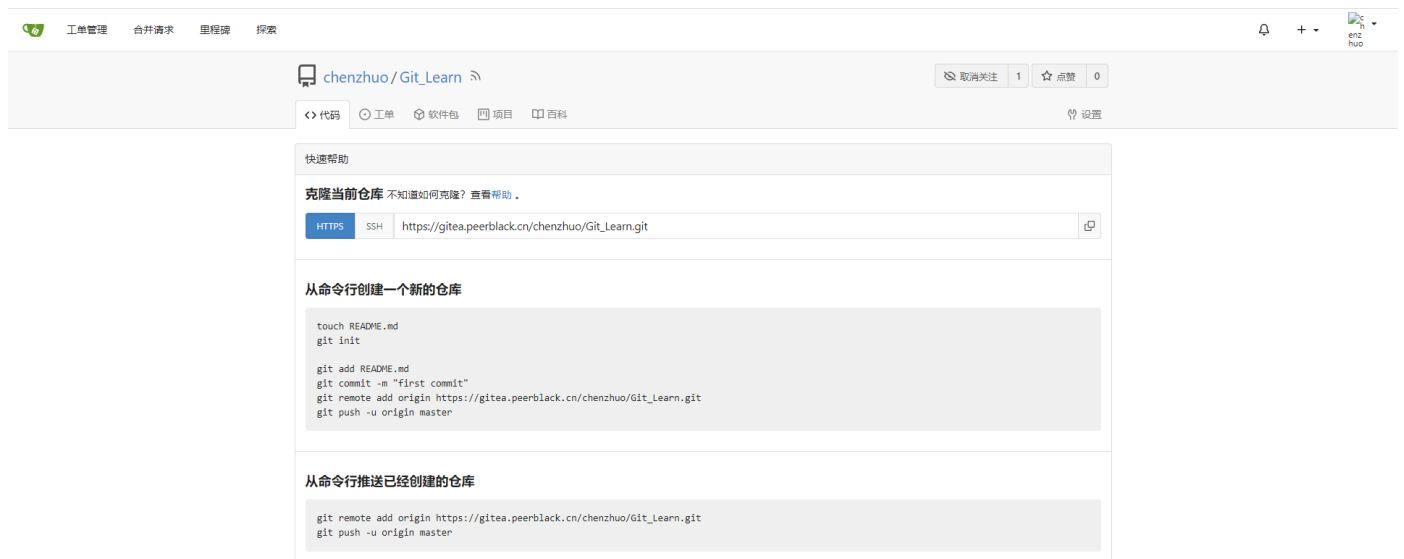 工单管理 合并请求 里程碑 探索
ch
enz
huo
chenzhuo/Git_Learn
取消关注 1 点赞 0
<>代码 工单 软件包 项目 百科 设置
快速帮助
克隆当前仓库 不知道如何克隆？查看帮助 。
HTTPS SSH https://gitea.peerblack.cn/chenzhuo/Git_Learn.git
从命令行创建一个新的仓库
touch README.md
git init
git add README.md
git commit -m "first commit"
git remote add origin https://gitea.peerblack.cn/chenzhuo/Git_Learn.git
git push -u origin master
从命令行推送已经创建的仓库
git remote add origin https://gitea.peerblack.cn/chenzhuo/Git_Learn.git
git push -u origin master